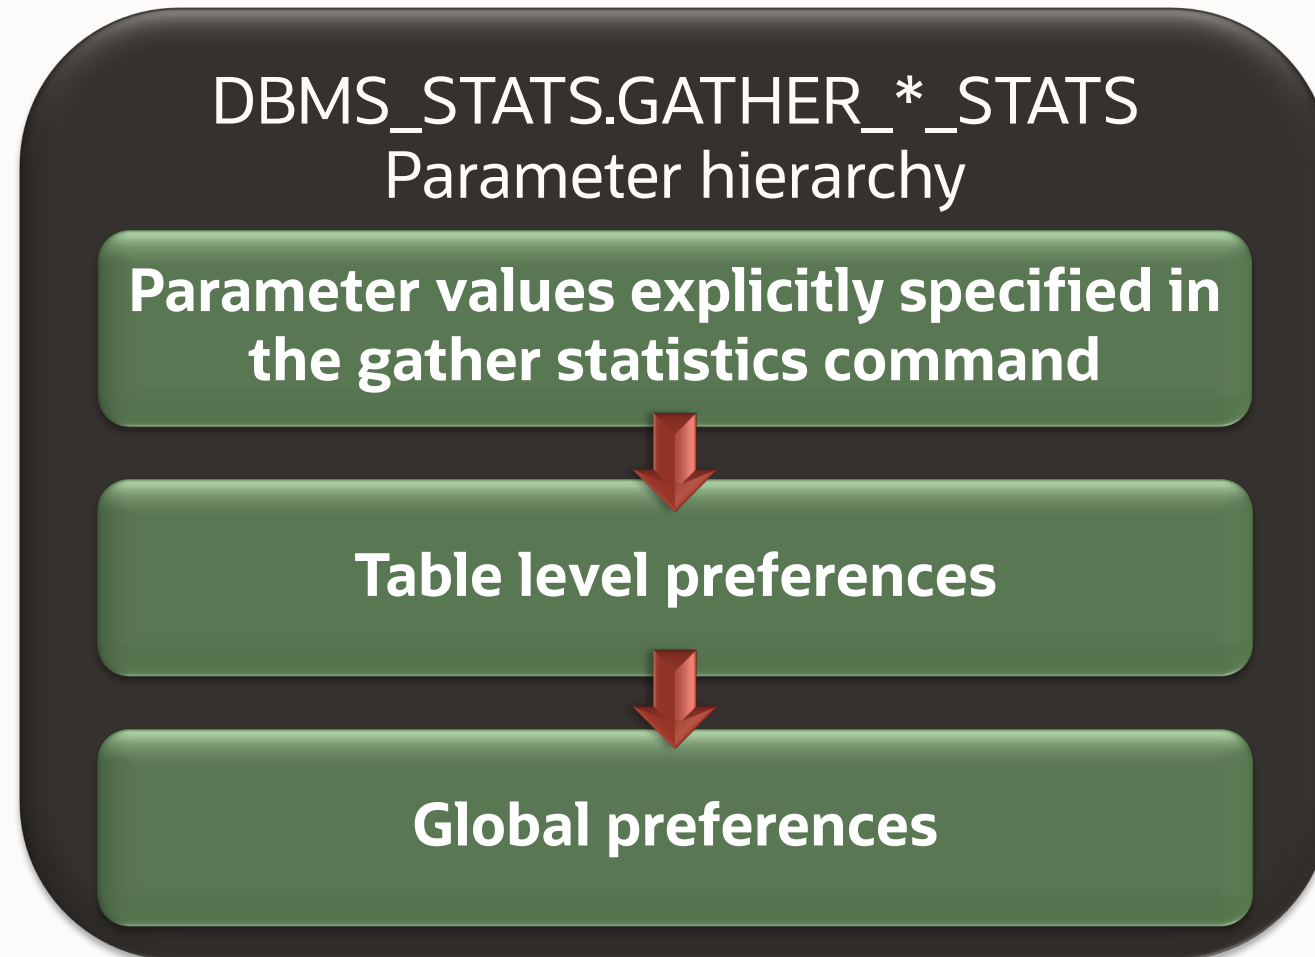 DBMS_STATS.GATHER_*_STATS
Parameter hierarchy
Parameter values explicitly specified in
the gather statistics command
Table level preferences
Global preferences